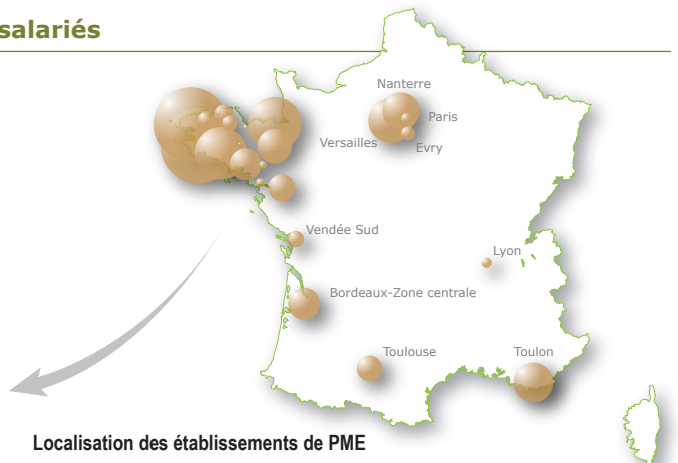 salariés
Nanterre
Paris
Versailles
Evry
Vendée Sud
Lyon
Bordeaux-Zone centrale
Toulouse
Toulon
Localisation des établissements de PME